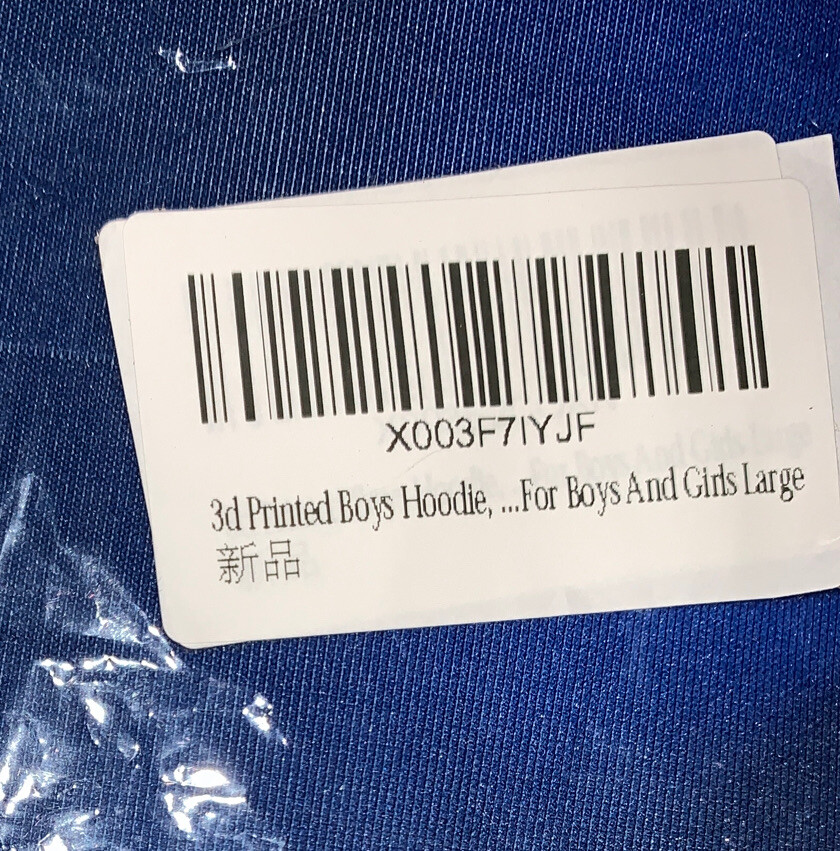 X003F7IYJF
3d Printed Boys Hoodie, ...For Boys And Girls Large
新品